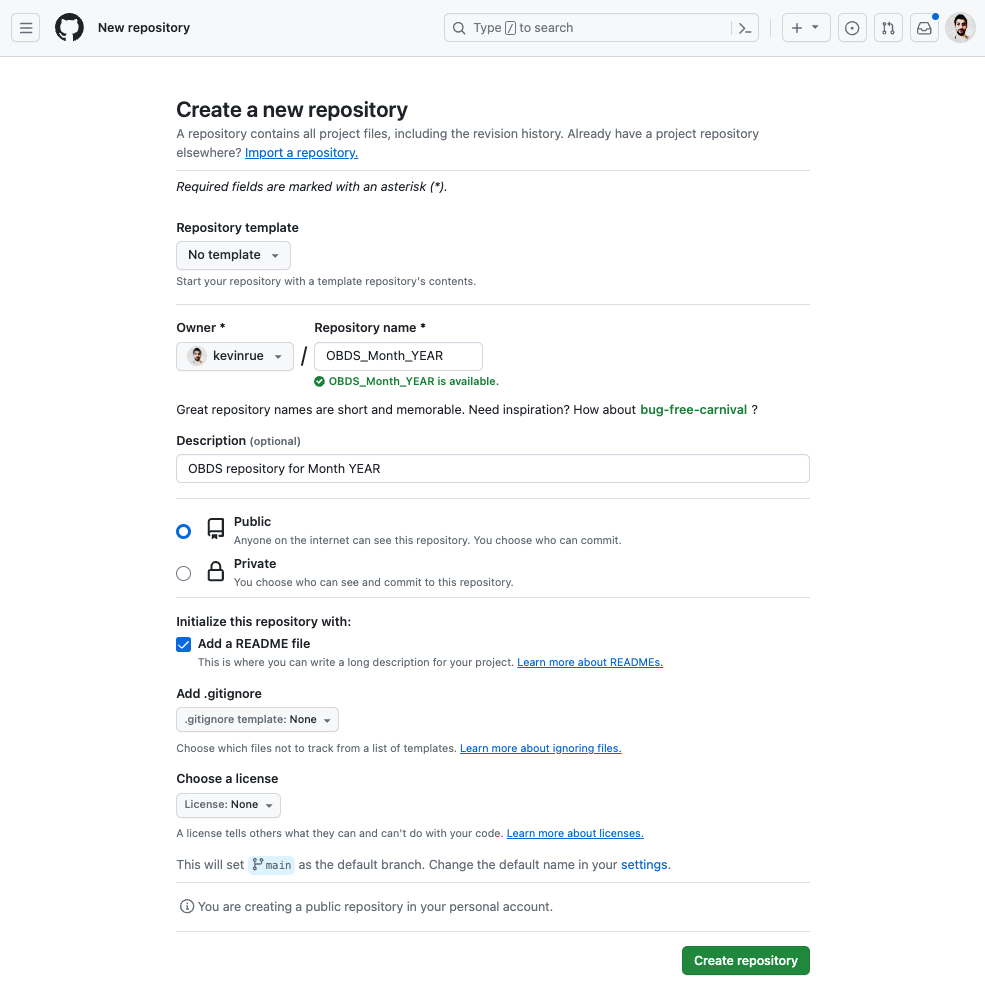 New repository
Type / to search
Create a new repository
A repository contains all project files, including the revision history. Already have a project repository
elsewhere? Import a repository.
Required fields are marked with an asterisk (*).
Repository template
No template
Start your repository with a template repository's contents.
Owner * Repository name *
kevinrue / OBDS_Month_YEAR
OBDS_Month_YEAR is available.
Great repository names are short and memorable. Need inspiration? How about bug-free-carnival ?
Description (optional)
OBDS repository for Month YEAR
Public
Anyone on the internet can see this repository. You choose who can commit.
Private
You choose who can see and commit to this repository.
Initialize this repository with:
Add a README file
This is where you can write a long description for your project. Learn more about READMEs.
Add .gitignore
.gitignore template: None
Choose which files not to track from a list of templates. Learn more about ignoring files.
Choose a license
License: None
A license tells others what they can and can't do with your code. Learn more about licenses.
This will set main as the default branch. Change the default name in your settings.
You are creating a public repository in your personal account.
Create repository